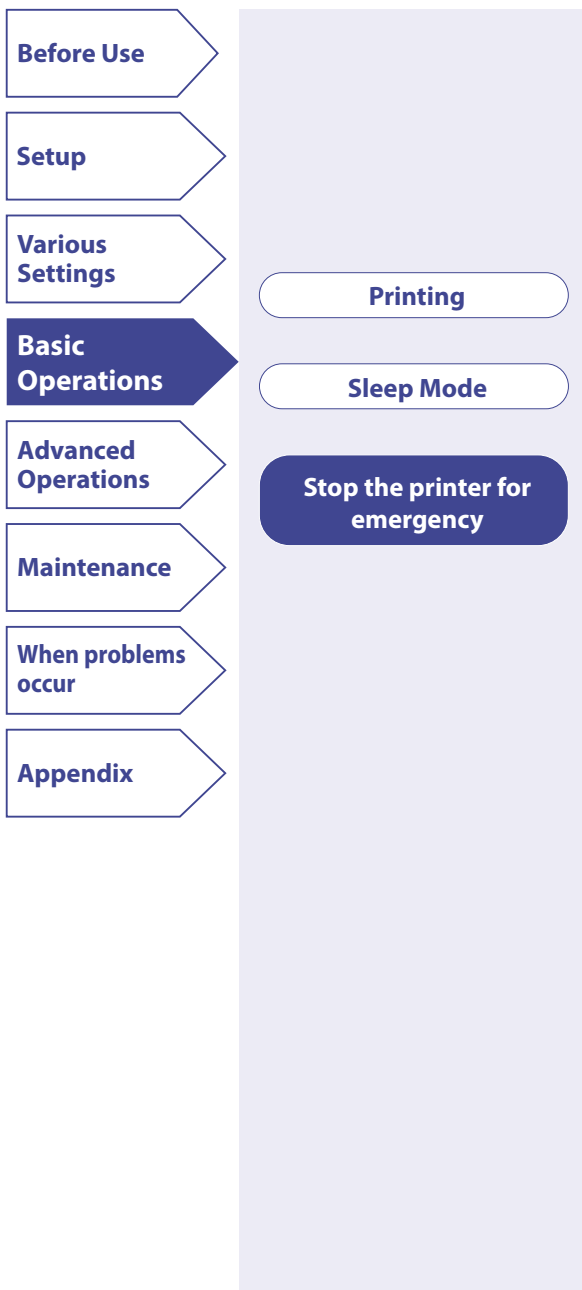 Before Use
Setup
Various
Settings
Basic
Operations
Advanced
Operations
Maintenance
When problems
occur
Appendix
Printing
Sleep Mode
Stop the printer for
emergency